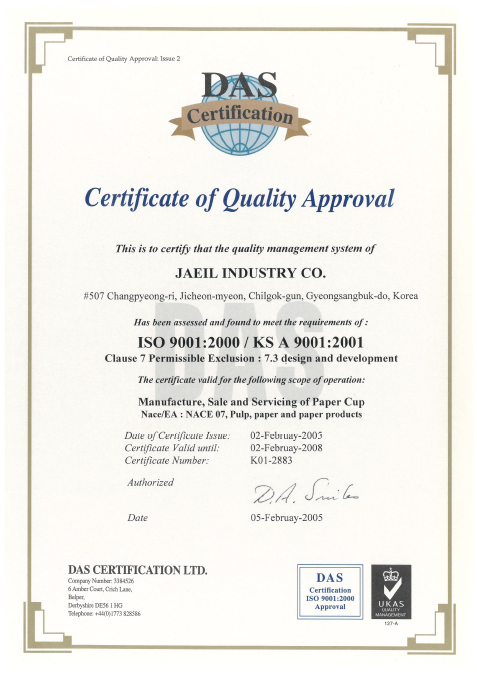 Certificate of Quality Approval: Issue 2
DAS
Certification
Certificate of Quality Approval
This is to certify that the quality management system of
JAEIL INDUSTRY CO.
#507 Changpyeong-ri, Jicheon-myeon, Chilgok-gun, Gyeongsangbuk-do, Korea
DAS
Has been assessed and found to meet the requirements of :
ISO 9001:2000 / KS A 9001:2001
Clause 7 Permissible Exclusion : 7.3 design and development
The certificate valid for the following scope of operation:
Manufacture, Sale and Servicing of Paper Cup
Nace/EA : NACE 07, Pulp, paper and paper products
Date of Certificate Issue: 02-Februay-2005
Certificate Valid until: 02-Februay-2008
Certificate Number: K01-2883
Authorized D.A. Smiles
Date 05-Februay-2005
DAS CERTIFICATION LTD.
Company Number: 3384526
6 Amber Court, Crich Lane,
Belper,
Derbyshire DE56 1 HG
Telephone: +44(0)1773 828586
DAS
Certification
ISO 9001:2000
Approval
UKAS
QUALITY
MANAGEMENT
127-A